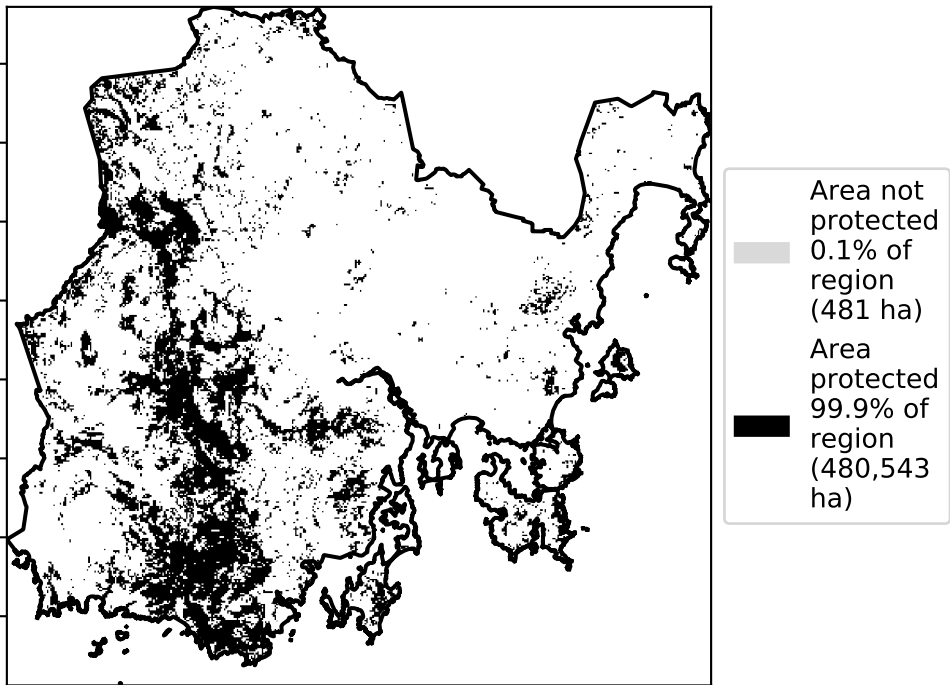 Area not
protected
0.1% of
region
(481 ha)
Area
protected
99.9% of
region
(480,543
ha)